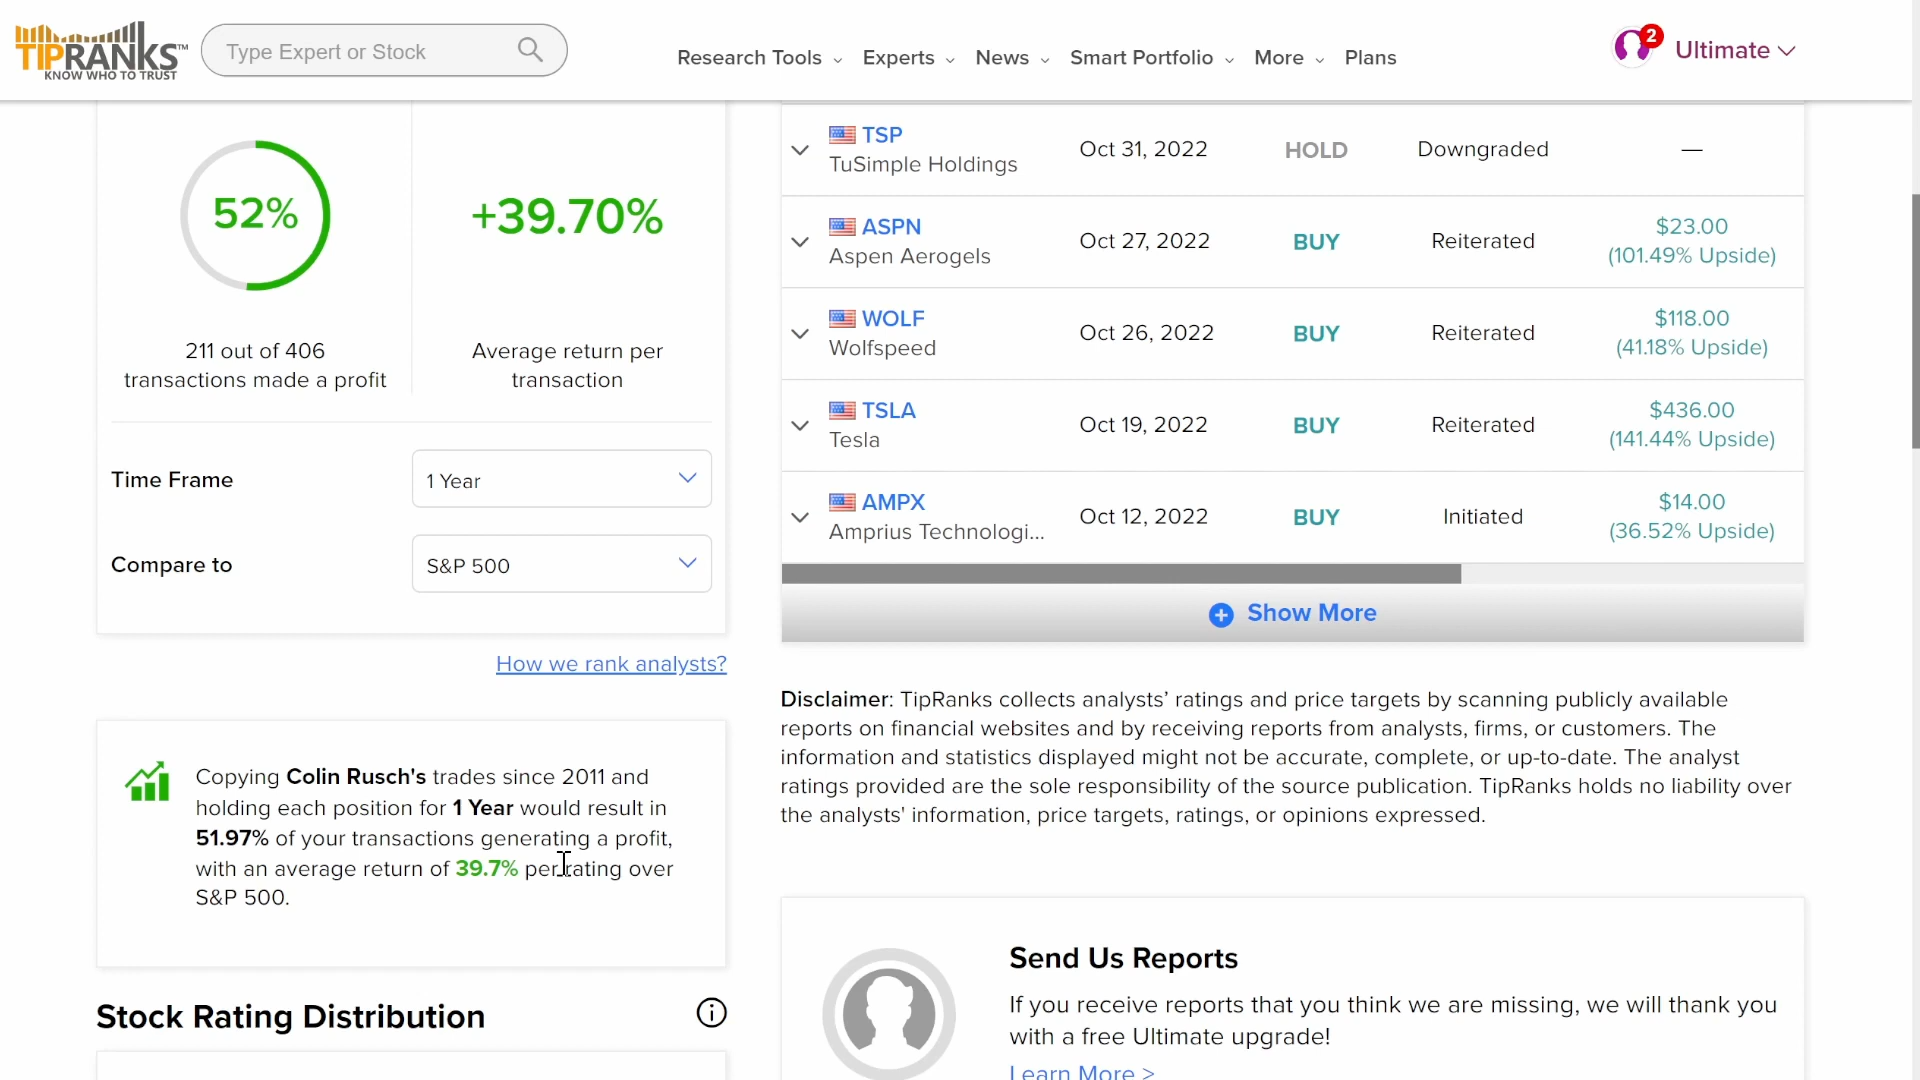 TIPRANKS™
KNOW WHO TO TRUST
Type Expert or Stock
Research Tools
Experts
News
Smart Portfolio
More
Plans
2
Ultimate
52%
211 out of 406
transactions made a profit
+39.70%
Average return per
transaction
Time Frame
1 Year
Compare to
S&P 500
How we rank analysts?
Copying Colin Rusch's trades since 2011 and
holding each position for 1 Year would result in
51.97% of your transactions generating a profit,
with an average return of 39.7% per rating over
S&P 500.
Stock Rating Distribution
TSP
TuSimple Holdings
Oct 31, 2022
HOLD
Downgraded
—
ASPN
Aspen Aerogels
Oct 27, 2022
BUY
Reiterated
$23.00
(101.49% Upside)
WOLF
Wolfspeed
Oct 26, 2022
BUY
Reiterated
$118.00
(41.18% Upside)
TSLA
Tesla
Oct 19, 2022
BUY
Reiterated
$436.00
(141.44% Upside)
AMPX
Amprius Technologi...
Oct 12, 2022
BUY
Initiated
$14.00
(36.52% Upside)
Show More
Disclaimer: TipRanks collects analysts’ ratings and price targets by scanning publicly available
reports on financial websites and by receiving reports from analysts, firms, or customers. The
information and statistics displayed might not be accurate, complete, or up-to-date. The analyst
ratings provided are the sole responsibility of the source publication. TipRanks holds no liability over
the analysts' information, price targets, ratings, or opinions expressed.
Send Us Reports
If you receive reports that you think we are missing, we will thank you
with a free Ultimate upgrade!
Learn More >